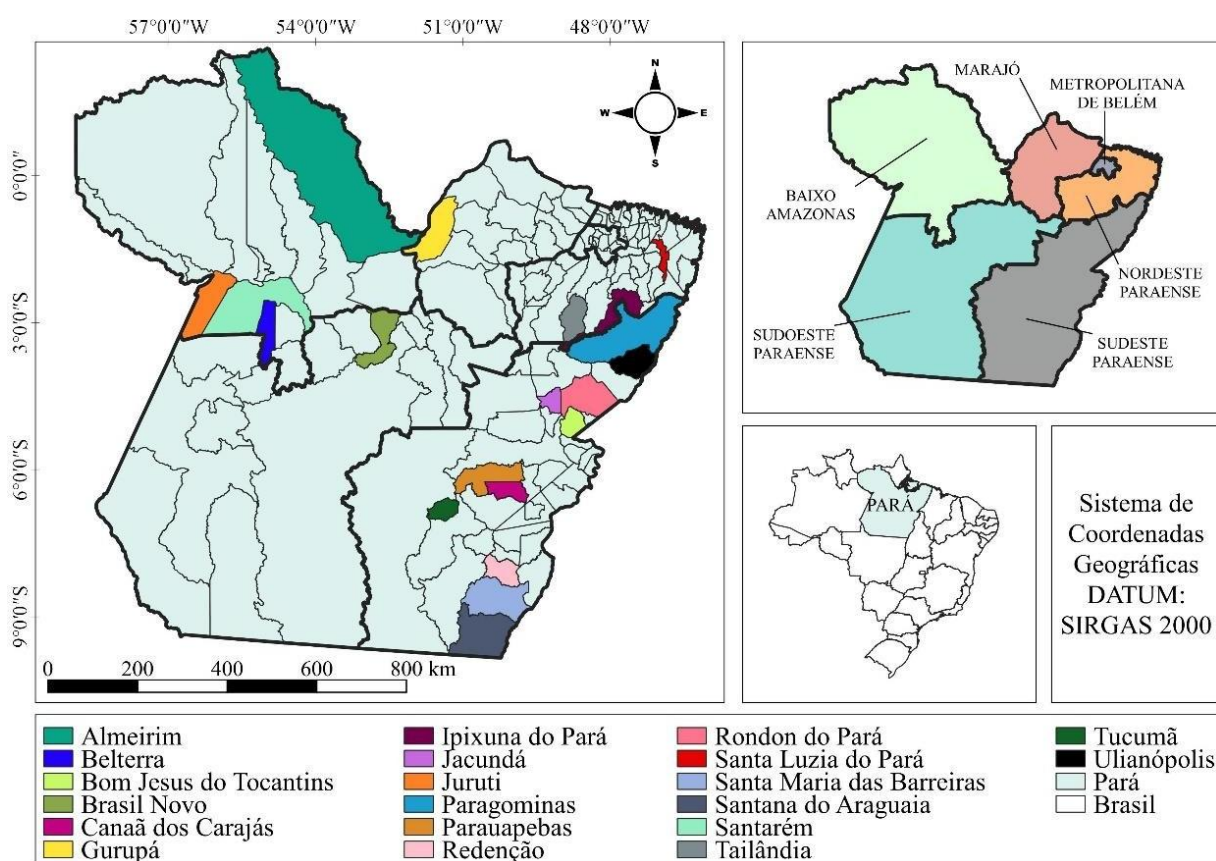 57°0'0"W 54°0'0"W 51°0'0"W 48°0'0"W
0°0'0"
3°0'0"S
6°0'0"S
9°0'0"S
N
W E
S
0 200 400 600 800 km
MARAJÓ
METROPOLITANA
DE BELÉM
BAIXO
AMAZONAS
NORDESTE
PARAENSE
SUDOESTE
PARAENSE
SUDESTE
PARAENSE
PARÁ
Sistema de
Coordenadas
Geográficas
DATUM:
SIRGAS 2000
Almeirim
Belterra
Bom Jesus do Tocantins
Brasil Novo
Canaã dos Carajás
Gurupá
Ipixuna do Pará
Jacundá
Juruti
Paragominas
Parauapebas
Redenção
Rondon do Pará
Santa Luzia do Pará
Santa Maria das Barreiras
Santana do Araguaia
Santarém
Tailândia
Tucumã
Ulianópolis
Pará
Brasil